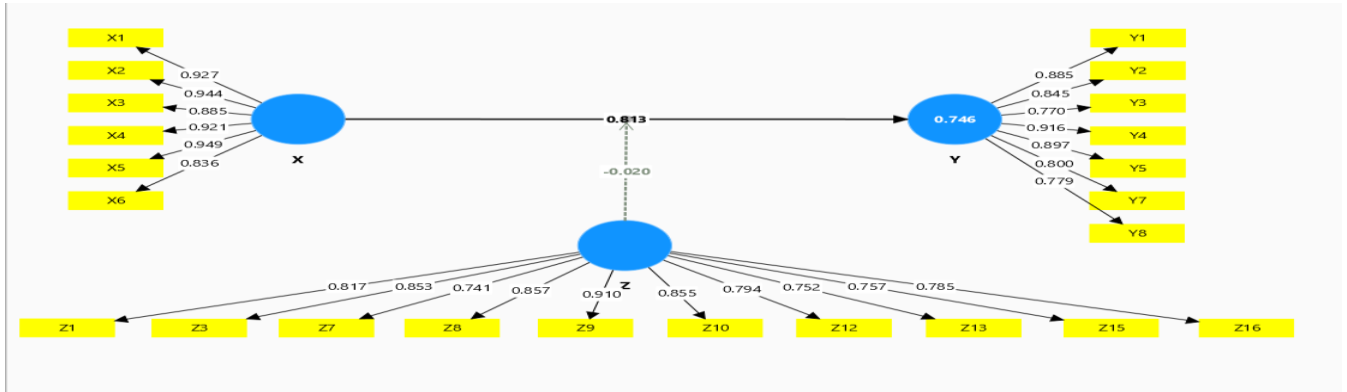 X1
X2
X3
X4
X5
X6
0.927
0.944
0.885
0.921
0.949
0.836
X
0.813
-0.020
0.746
Y
0.885
0.845
0.770
0.916
0.897
0.800
0.779
Y1
Y2
Y3
Y4
Y5
Y7
Y8
Z
0.817
0.853
0.741
0.857
0.910
0.855
0.794
0.752
0.757
0.785
Z1
Z3
Z7
Z8
Z9
Z10
Z12
Z13
Z15
Z16